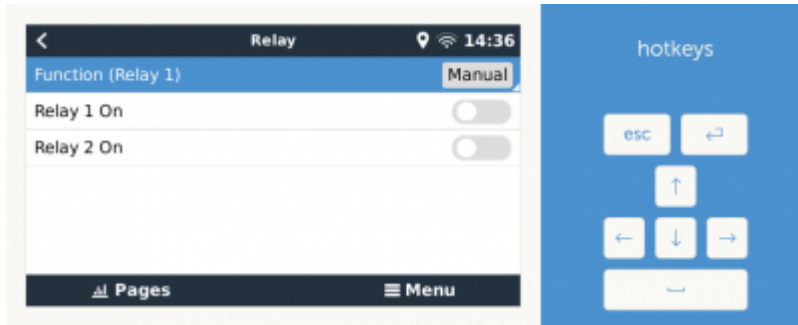 < Relay 14:36
Function (Relay 1) Manual
Relay 1 On
Relay 2 On
Pages Menu
hotkeys
esc ↵
↑
← ↓ →